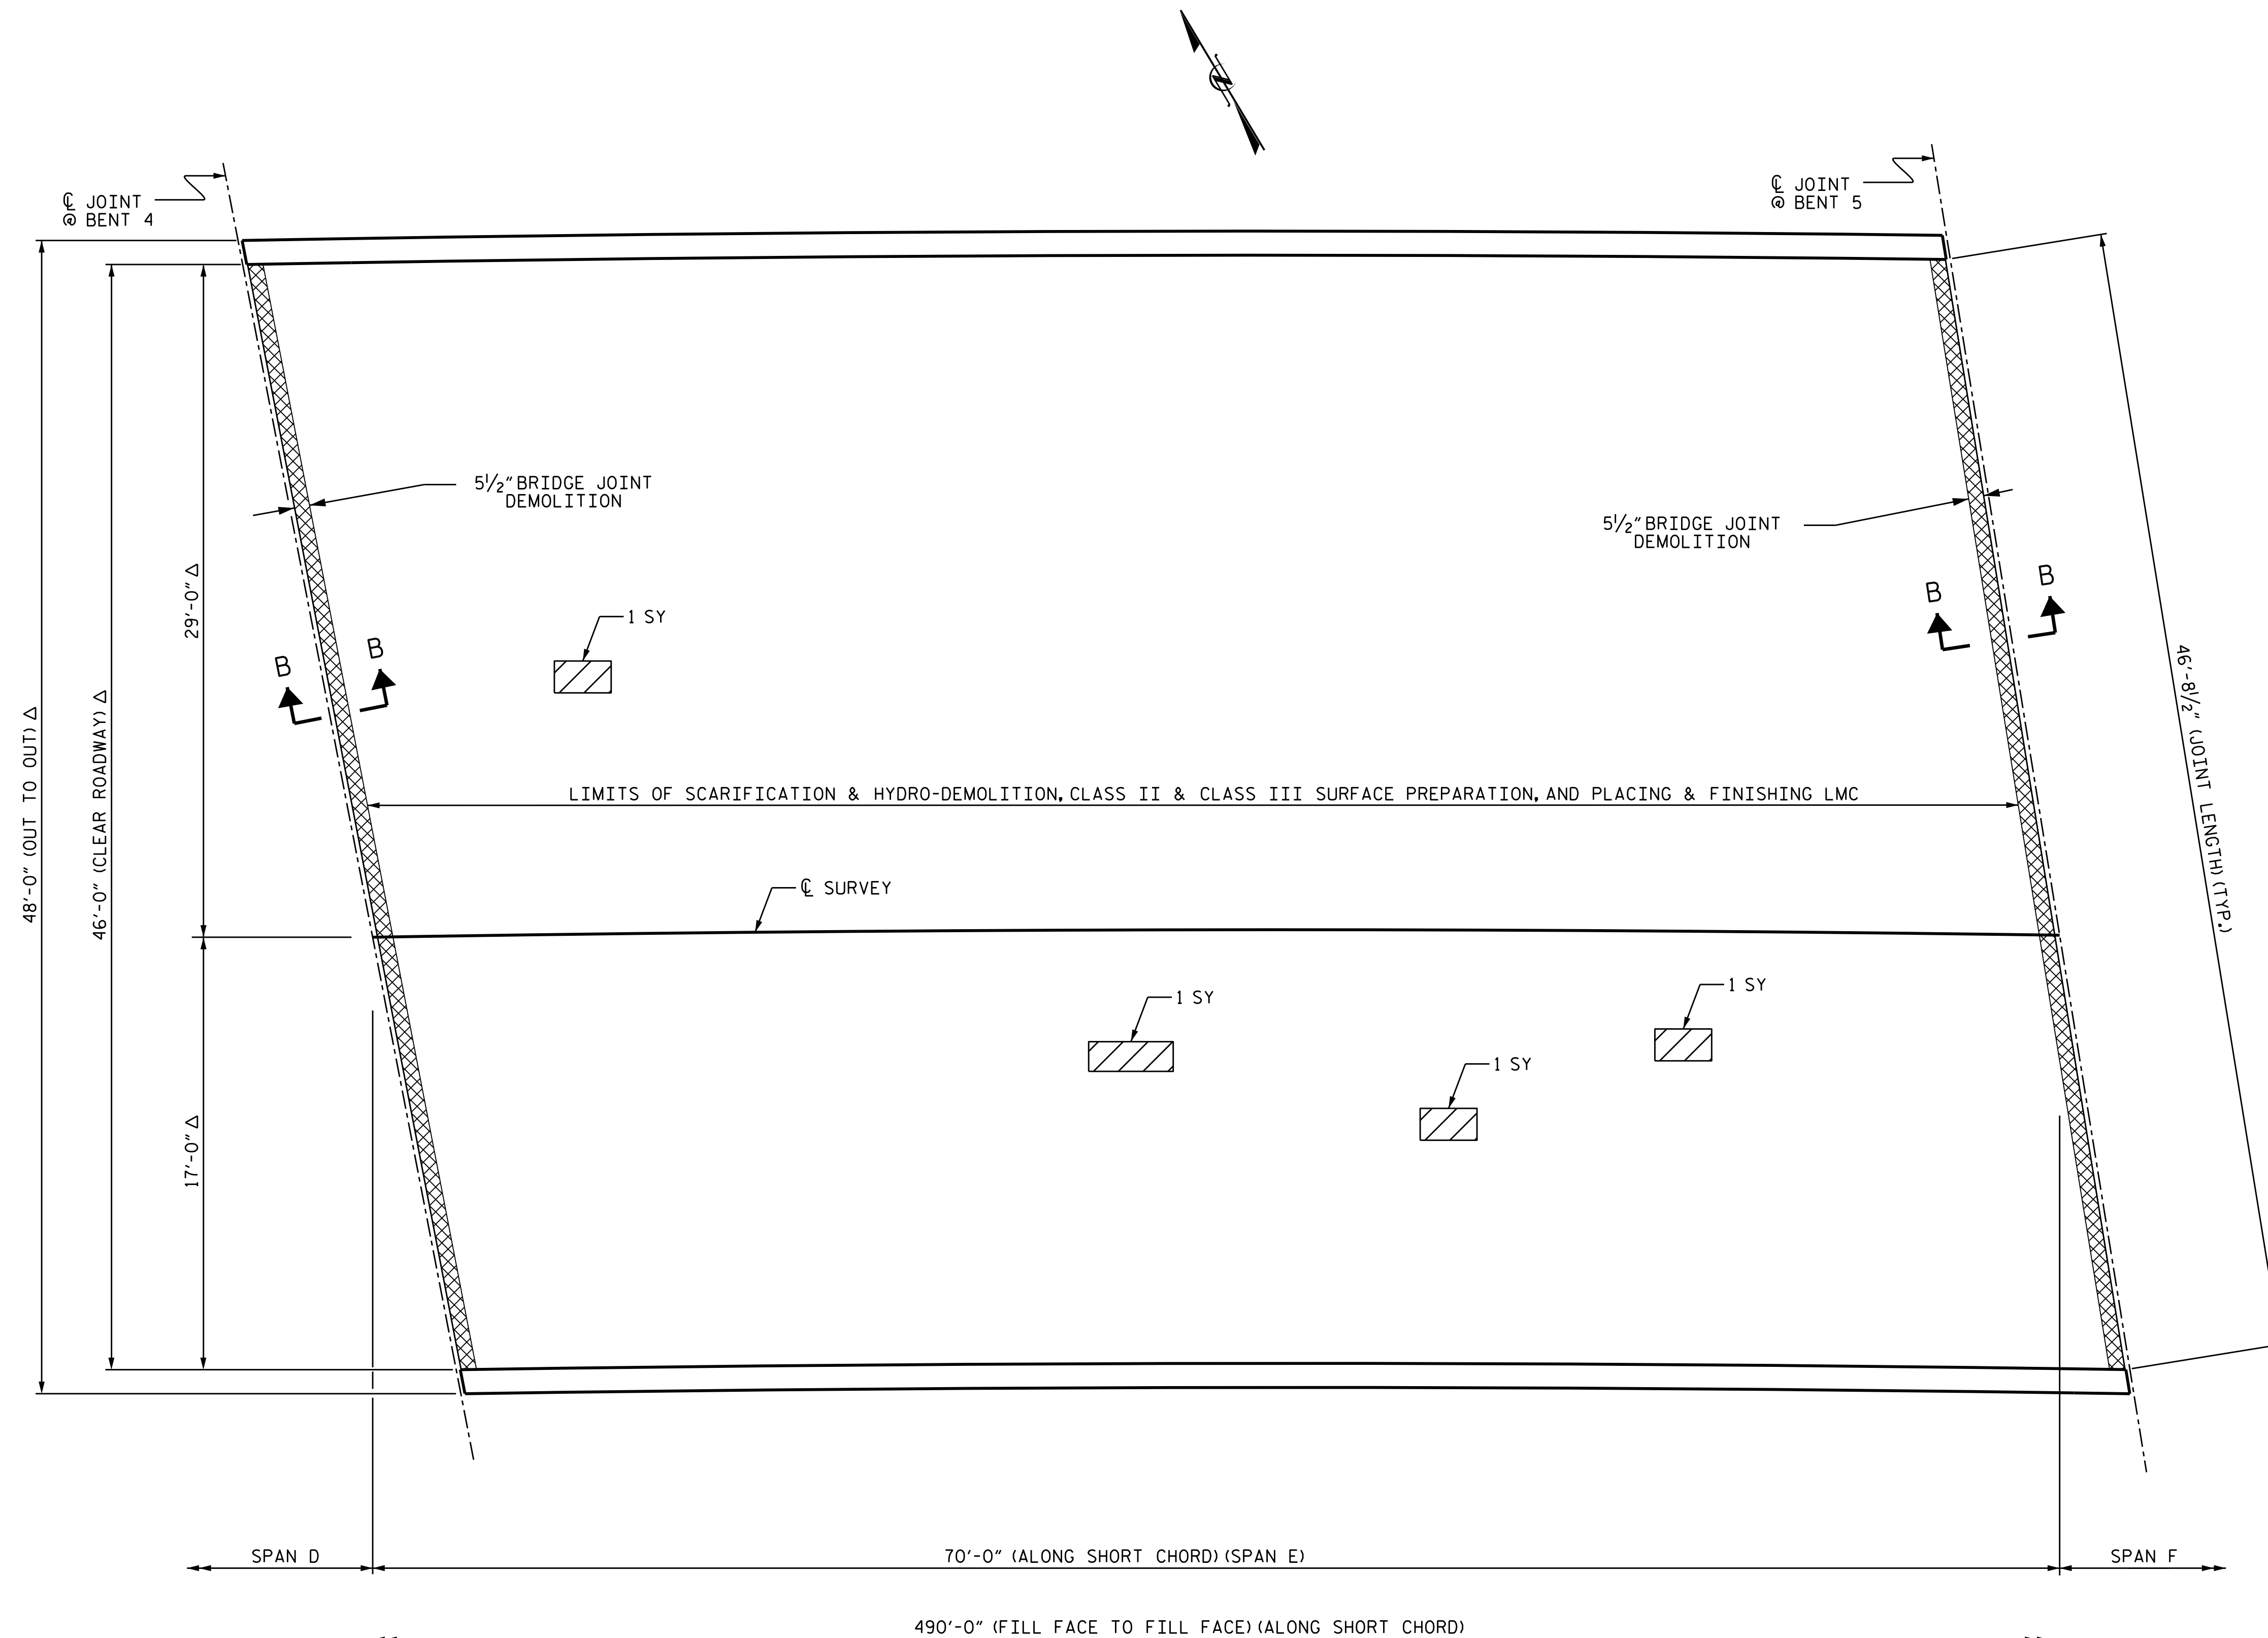 ℄ JOINT
@ BENT 4
℄ JOINT
@ BENT 5
5½" BRIDGE JOINT
DEMOLITION
5½" BRIDGE JOINT
DEMOLITION
48'-0" (OUT TO OUT) Δ
46'-0" (CLEAR ROADWAY) Δ
29'-0" Δ
17'-0" Δ
46'-8½" (JOINT LENGTH) (TYP.)
B
B
B
B
1 SY
LIMITS OF SCARIFICATION & HYDRO-DEMOLITION, CLASS II & CLASS III SURFACE PREPARATION, AND PLACING & FINISHING LMC
℄ SURVEY
1 SY
1 SY
1 SY
SPAN D
70'-0" (ALONG SHORT CHORD) (SPAN E)
SPAN F
490'-0" (FILL FACE TO FILL FACE) (ALONG SHORT CHORD)